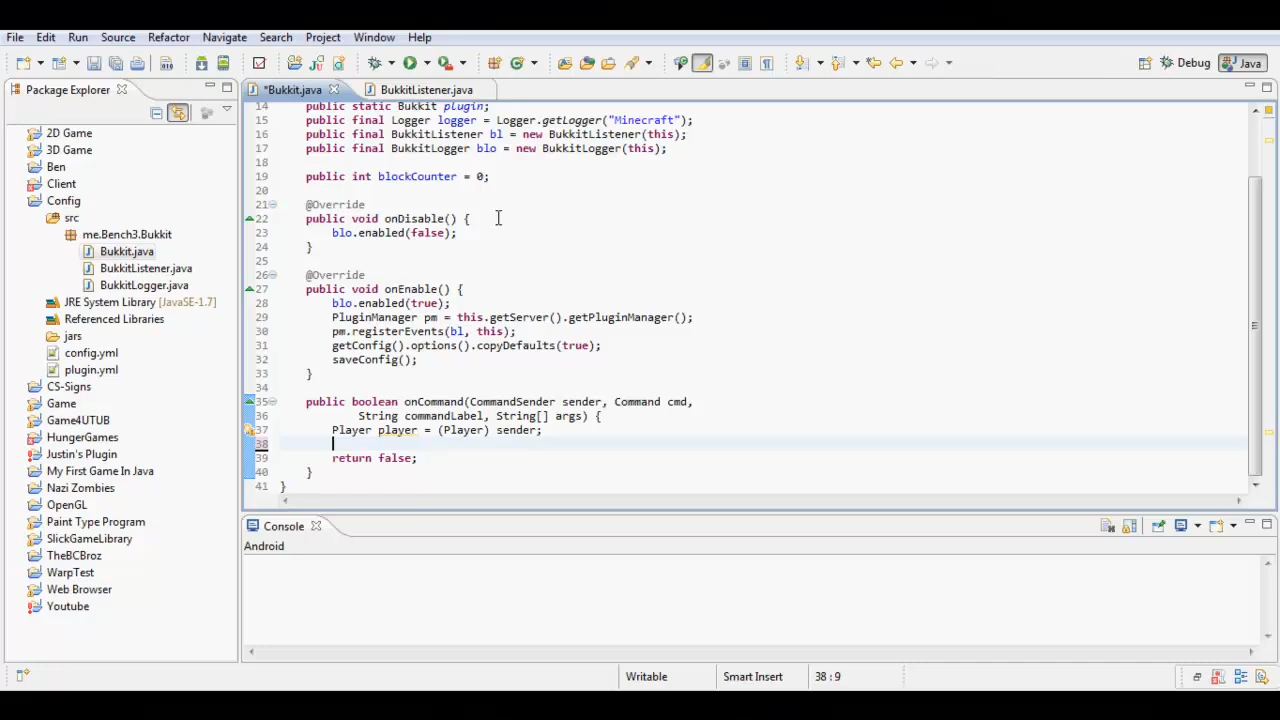 File Edit Run Source Refactor Navigate Search Project Window Help
Debug Java
Package Explorer
*Bukkit.java BukkitListener.java
2D Game
3D Game
Ben
Client
Config
src
me.Bench3.Bukkit
Bukkit.java
BukkitListener.java
BukkitLogger.java
JRE System Library [JavaSE-1.7]
Referenced Libraries
jars
config.yml
plugin.yml
CS-Signs
Game
Game4UTUB
HungerGames
Justin's Plugin
My First Game In Java
Nazi Zombies
OpenGL
Paint Type Program
SlickGameLibrary
TheBCBroz
WarpTest
Web Browser
Youtube
14 public static Bukkit plugin;
15 public final Logger logger = Logger.getLogger("Minecraft");
16 public final BukkitListener bl = new BukkitListener(this);
17 public final BukkitLogger blo = new BukkitLogger(this);
18
19 public int blockCounter = 0;
20
21 @Override
22 public void onDisable() {
23 blo.enabled(false);
24 }
25
26 @Override
27 public void onEnable() {
28 blo.enabled(true);
29 PluginManager pm = this.getServer().getPluginManager();
30 pm.registerEvents(bl, this);
31 getConfig().options().copyDefaults(true);
32 saveConfig();
33 }
34
35 public boolean onCommand(CommandSender sender, Command cmd,
36 String commandLabel, String[] args) {
37 Player player = (Player) sender;
38
39 return false;
40 }
41 }
Console
Android
Writable Smart Insert 38 : 9